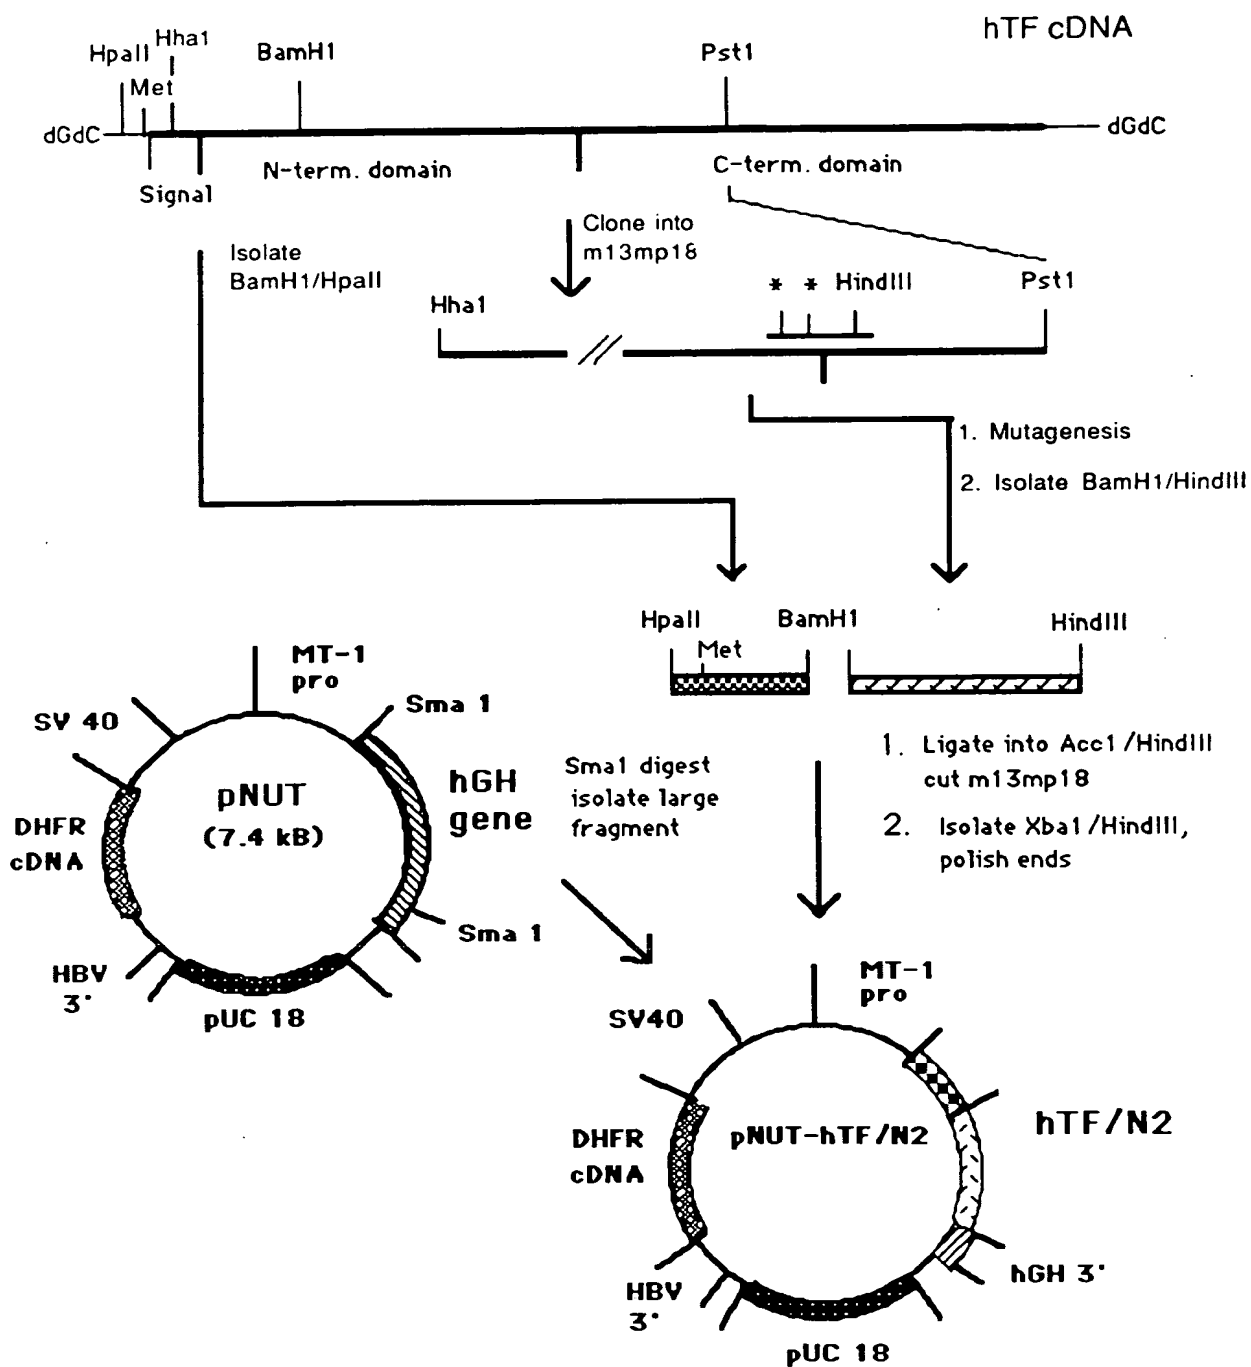 hTF cDNA
HpaII
Hha1
BamH1
Pst1
Met
dGdC
dGdC
Signal
N-term. domain
C-term. domain
Isolate
BamH1/HpaII
Clone into
m13mp18
Hha1
* * HindIII
Pst1
1. Mutagenesis
2. Isolate BamH1/HindIII
HpaII
Met
BamH1
HindIII
MT-1
pro
Sma 1
SV 40
pNUT
(7.4 kB)
hGH
gene
DHFR
cDNA
Sma 1
HBV
3'
pUC 18
Sma1 digest
isolate large
fragment
1. Ligate into Acc1/HindIII
cut m13mp18
2. Isolate Xba1/HindIII,
polish ends
MT-1
pro
SV40
DHFR
cDNA
pNUT-hTF/N2
hTF/N2
HBV
3'
hGH 3'
pUC 18